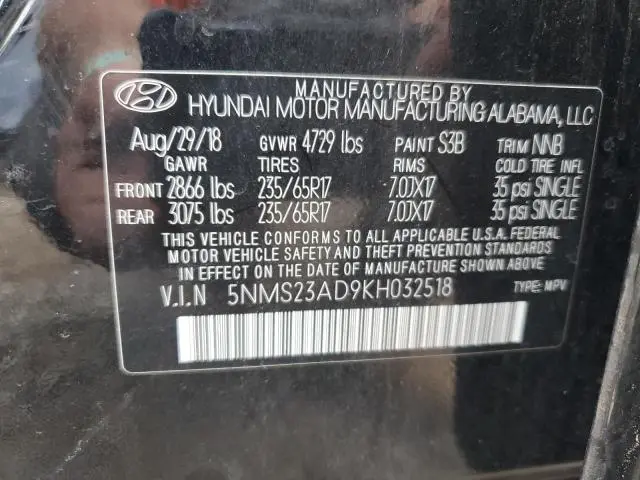 MANUFACTURED BY
HYUNDAI MOTOR MANUFACTURING ALABAMA, LLC
Aug/29/18 GVWR 4729 lbs PAINT S3B TRIM NNB
GAWR TIRES RIMS COLD TIRE INFL
FRONT 2866 lbs 235/65R17 7.0JX17 35 psi SINGLE
REAR 3075 lbs 235/65R17 7.0JX17 35 psi SINGLE
THIS VEHICLE CONFORMS TO ALL APPLICABLE U.S.A. FEDERAL
MOTOR VEHICLE SAFETY AND THEFT PREVENTION STANDARDS
IN EFFECT ON THE DATE OF MANUFACTURE SHOWN ABOVE.
V.I.N 5NMS23AD9KH032518 TYPE: MPV